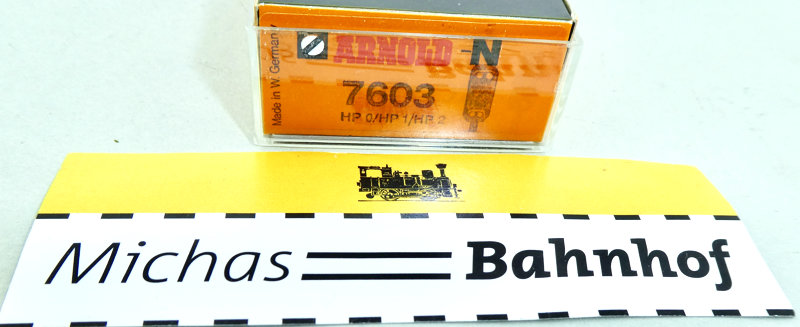 ARNOLD N
Made in W. Germany
7603
HP 0/HP 1/HP 2
Michas Bahnhof